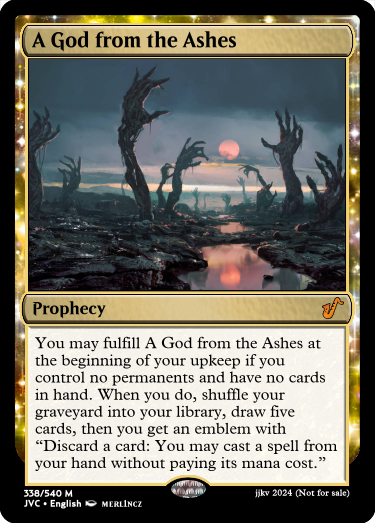 A God from the Ashes
Prophecy
You may fulfill A God from the Ashes at
the beginning of your upkeep if you
control no permanents and have no cards
in hand. When you do, shuffle your
graveyard into your library, draw five
cards, then you get an emblem with
“Discard a card: You may cast a spell from
your hand without paying its mana cost.”
338/540 M
JVC • English MERLINCZ
jjkv 2024 (Not for sale)